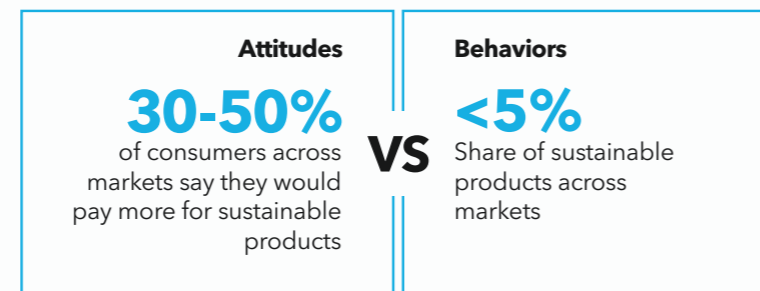 Attitudes
30-50%
of consumers across
markets say they would
pay more for sustainable
products
VS
Behaviors
<5%
Share of sustainable
products across
markets